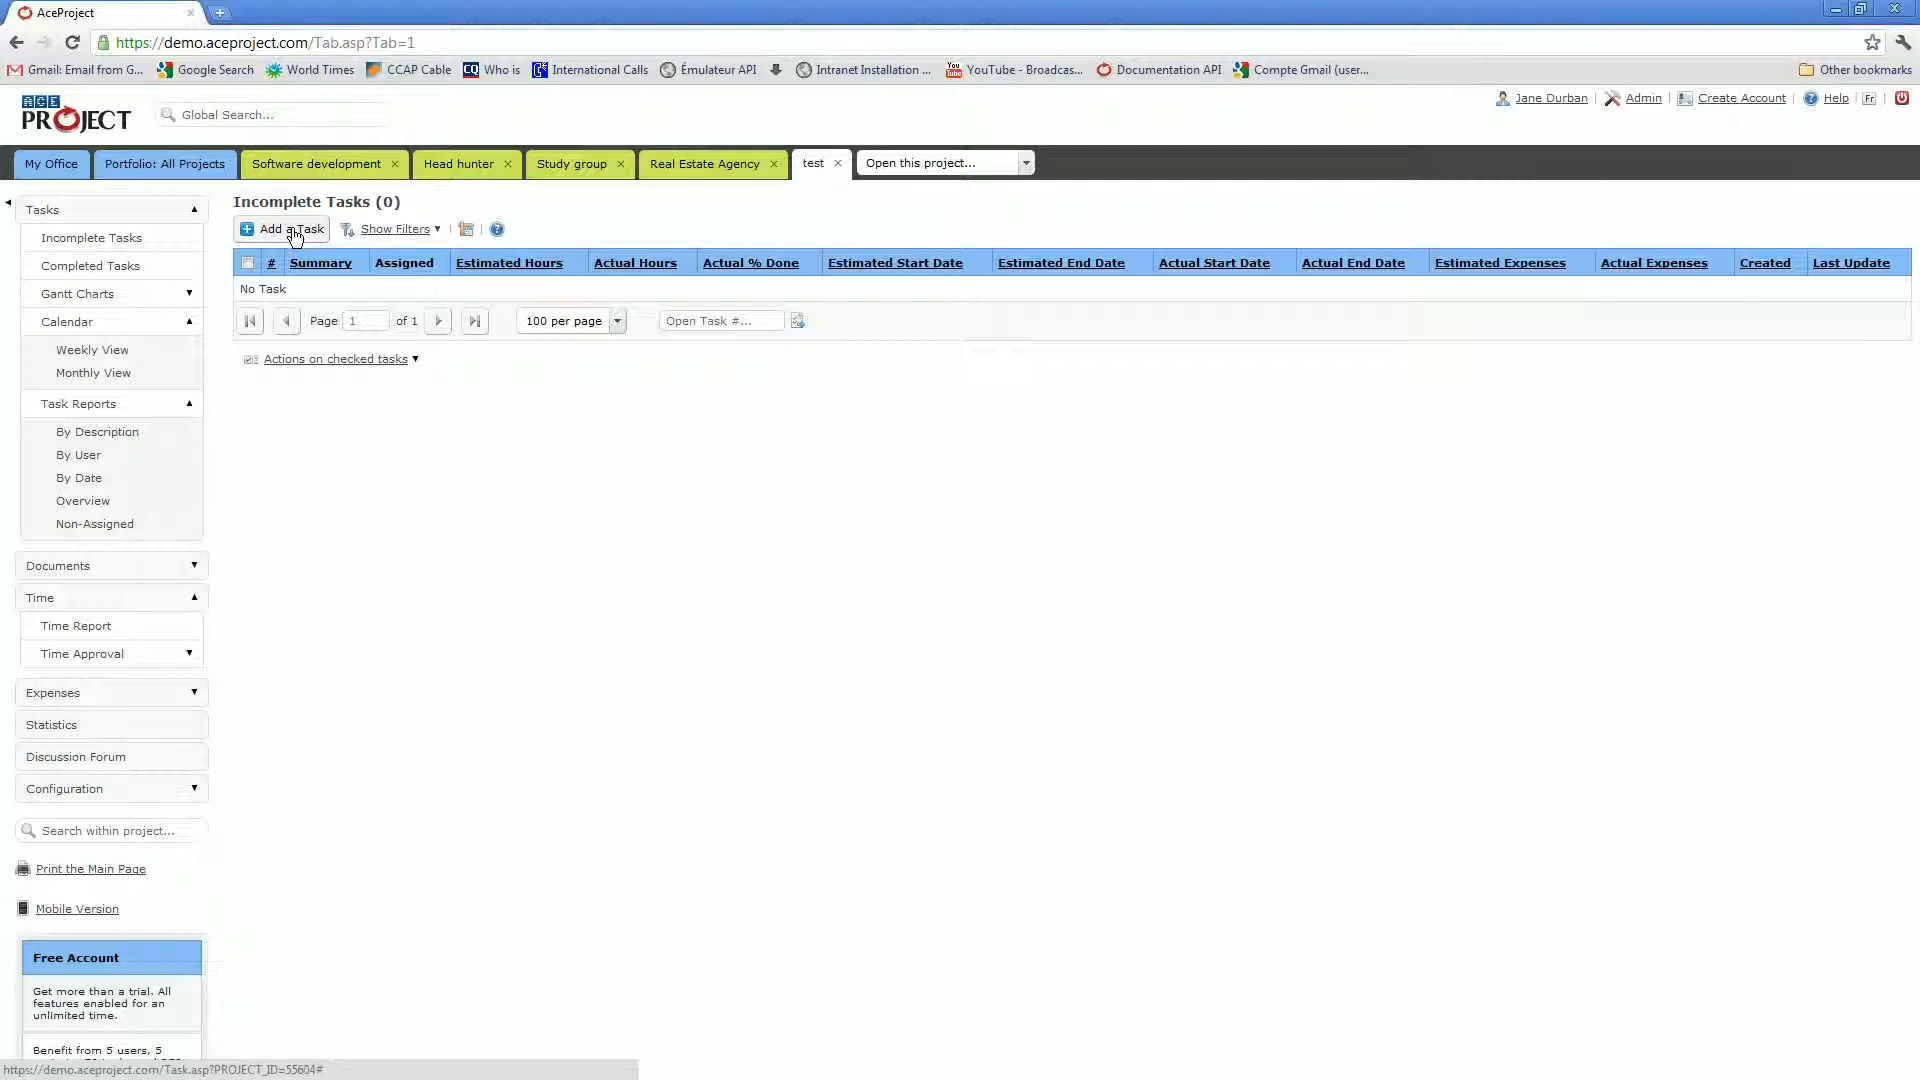 AceProject
https://demo.aceproject.com/Tab.asp?Tab=1
Gmail: Email from G... Google Search World Times CCAP Cable Who is International Calls Émulateur API Intranet Installation ... YouTube - Broadcas... Documentation API Compte Gmail (user... Other bookmarks
ACE PROJECT Global Search... Jane Durban Admin Create Account Help Fr
My Office Portfolio: All Projects Software development Head hunter Study group Real Estate Agency test Open this project...
Incomplete Tasks (0)
Add a Task Show Filters
# Summary Assigned Estimated Hours Actual Hours Actual % Done Estimated Start Date Estimated End Date Actual Start Date Actual End Date Estimated Expenses Actual Expenses Created Last Update
No Task
Page 1 of 1 100 per page Open Task #...
Actions on checked tasks
Tasks
Incomplete Tasks
Completed Tasks
Gantt Charts
Calendar
Weekly View
Monthly View
Task Reports
By Description
By User
By Date
Overview
Non-Assigned
Documents
Time
Time Report
Time Approval
Expenses
Statistics
Discussion Forum
Configuration
Search within project...
Print the Main Page
Mobile Version
Free Account
Get more than a trial. All
features enabled for an
unlimited time.
Benefit from 5 users, 5
https://demo.aceproject.com/Task.asp?PROJECT_ID=55604#